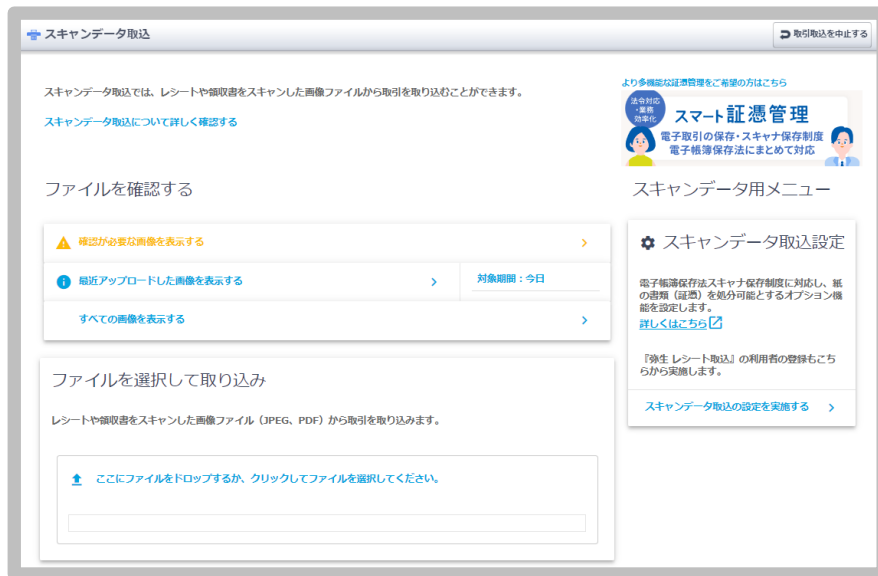 スキャンデータ取込
取引取込を中止する
スキャンデータ取込では、レシートや領収書をスキャンした画像ファイルから取引を取り込むことができます。
スキャンデータ取込について詳しく確認する
より多機能な証憑管理をご希望の方はこちら
法令対応
・業務
効率化
スマート証憑管理
電子取引の保存・スキャナ保存制度
電子帳簿保存法にまとめて対応
ファイルを確認する
確認が必要な画像を表示する
最近アップロードした画像を表示する
対象期間：今日
すべての画像を表示する
ファイルを選択して取り込み
レシートや領収書をスキャンした画像ファイル（JPEG、PDF）から取引を取り込みます。
ここにファイルをドロップするか、クリックしてファイルを選択してください。
スキャンデータ用メニュー
スキャンデータ取込設定
電子帳簿保存法スキャナ保存制度に対応し、紙
の書類（証憑）を処分可能とするオプション機
能を設定します。
詳しくはこちら
『弥生 レシート取込』の利用者の登録もこち
らから実施します。
スキャンデータ取込の設定を実施する